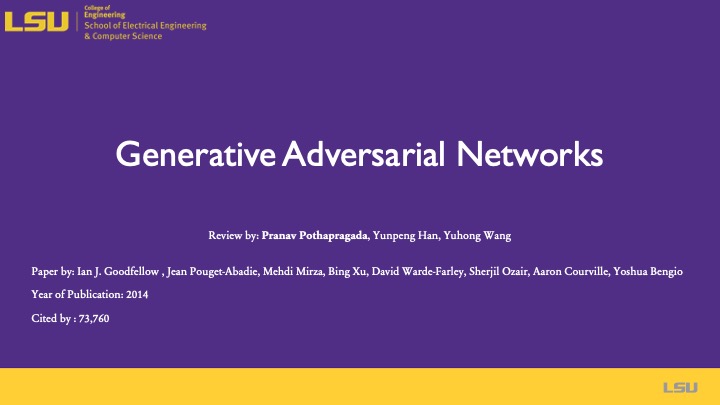 LSU
College of
Engineering
School of Electrical Engineering
& Computer Science
Generative Adversarial Networks
Review by: Pranav Pothapragada, Yunpeng Han, Yuhong Wang
Paper by: Ian J. Goodfellow , Jean Pouget-Abadie, Mehdi Mirza, Bing Xu, David Warde-Farley, Sherjil Ozair, Aaron Courville, Yoshua Bengio
Year of Publication: 2014
Cited by : 73,760
LSU